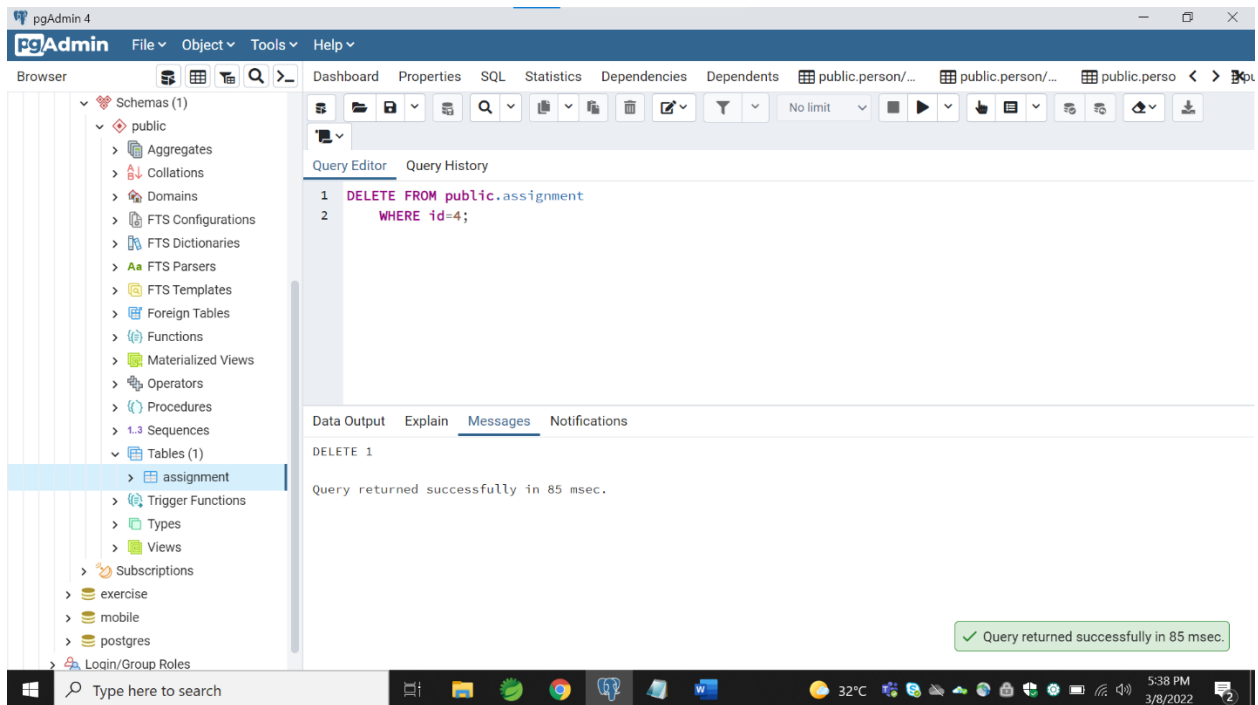 pgAdmin 4
pgAdmin File Object Tools Help
Browser
Dashboard Properties SQL Statistics Dependencies Dependents public.person/... public.person/... public.perso
Schemas (1)
public
Aggregates
Collations
Domains
FTS Configurations
FTS Dictionaries
Aa FTS Parsers
FTS Templates
Foreign Tables
Functions
Materialized Views
Operators
Procedures
1..3 Sequences
Tables (1)
assignment
Trigger Functions
Types
Views
Subscriptions
exercise
mobile
postgres
Login/Group Roles
No limit
Query Editor Query History
1 DELETE FROM public.assignment
2 WHERE id=4;
Data Output Explain Messages Notifications
DELETE 1
Query returned successfully in 85 msec.
Query returned successfully in 85 msec.
Type here to search
32°C
5:38 PM
3/8/2022
2